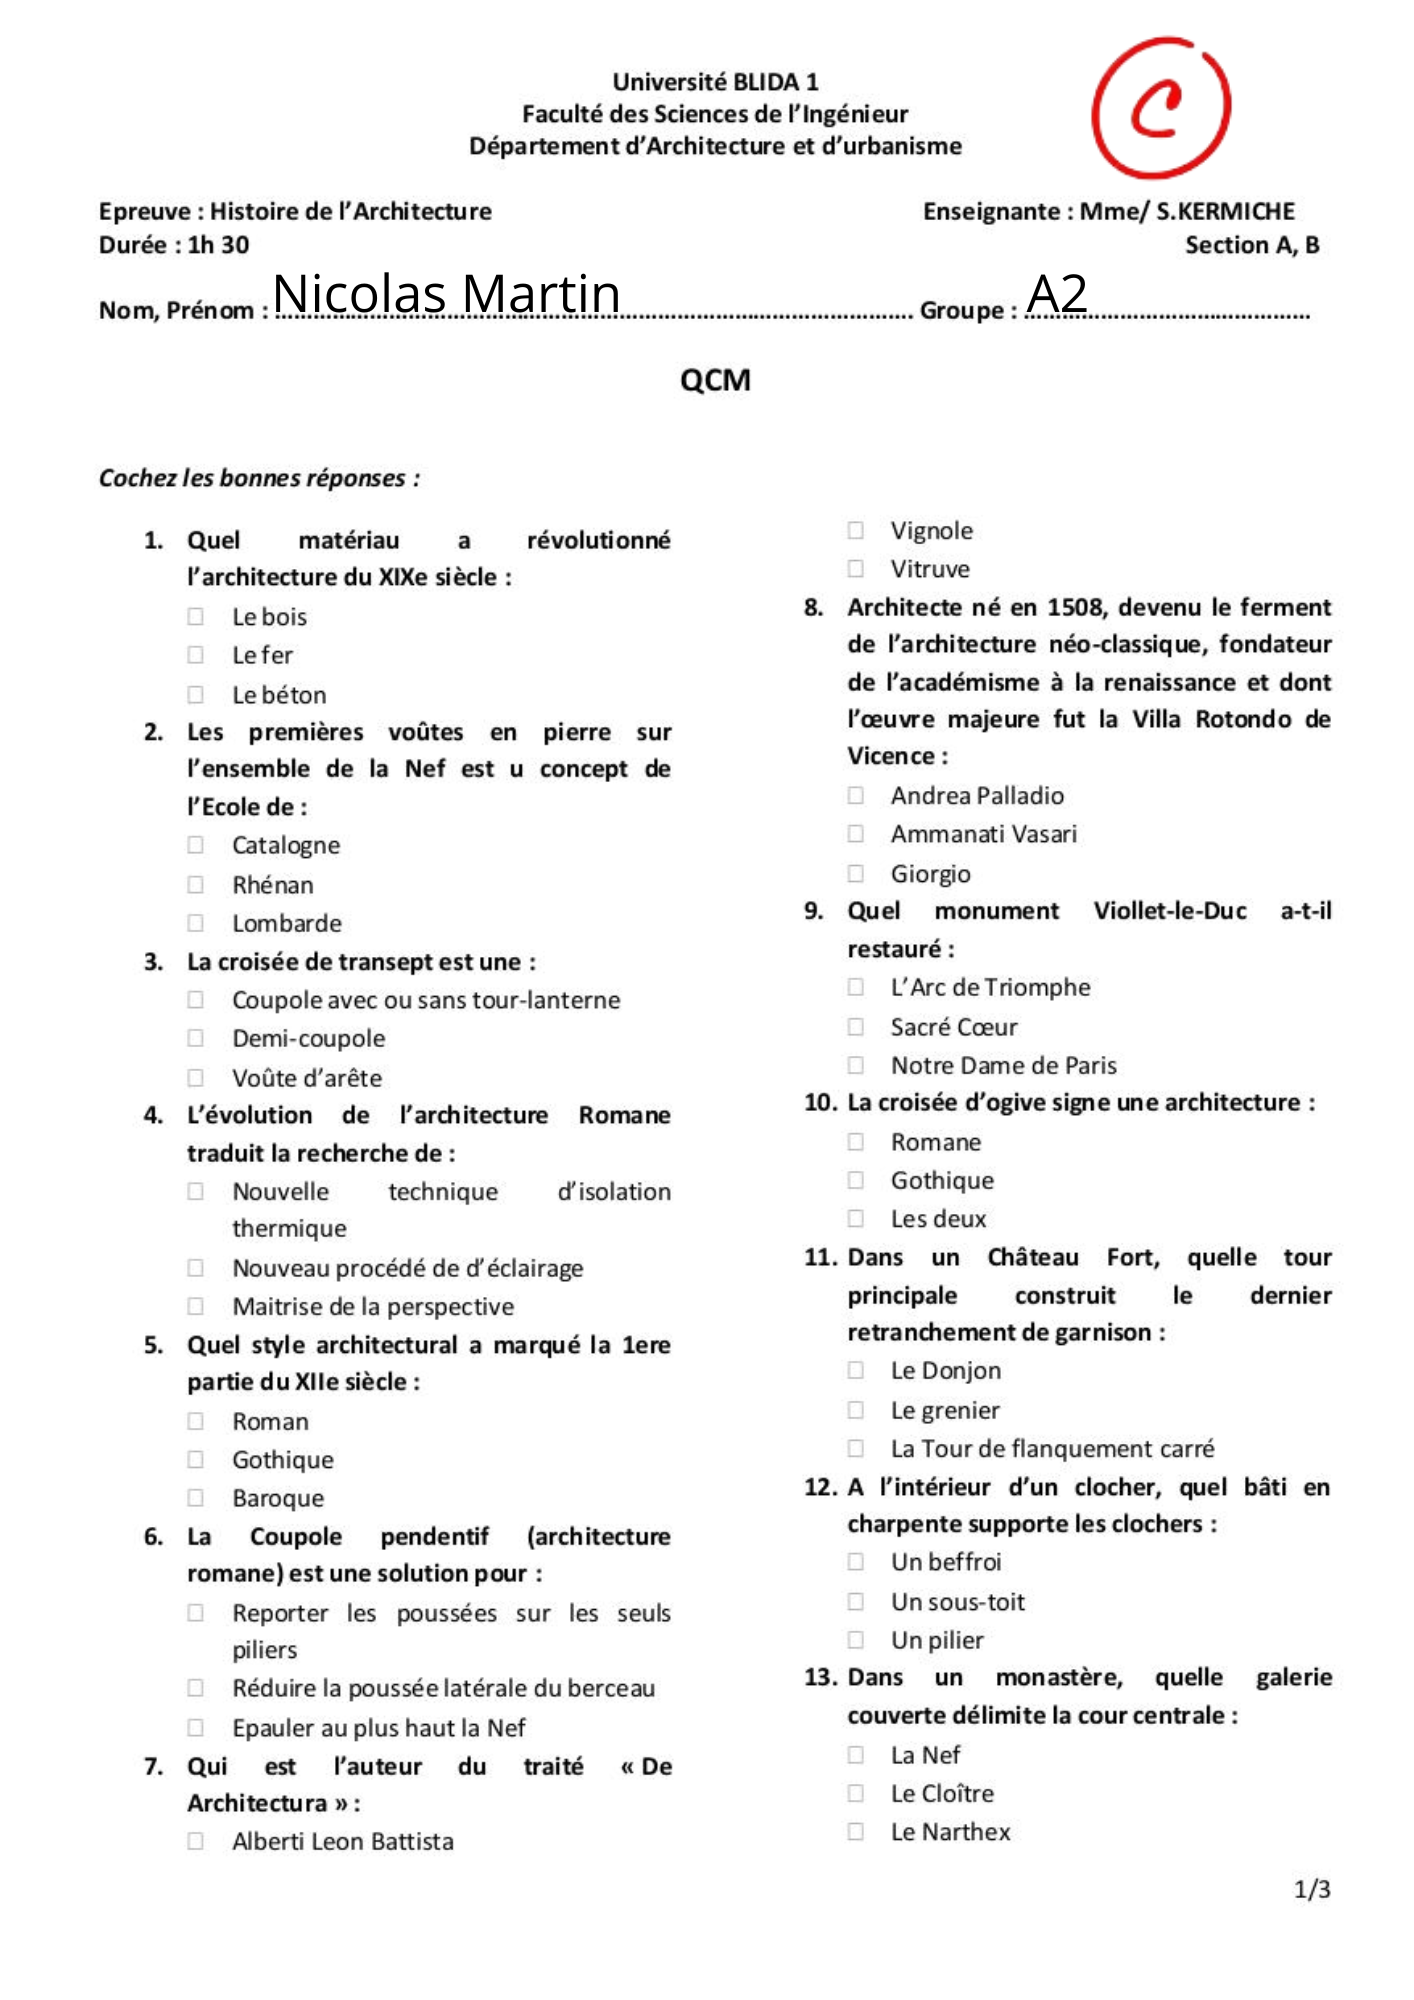 Université BLIDA 1
Faculté des Sciences de l’Ingénieur
Département d’Architecture et d’urbanisme
C
Epreuve : Histoire de l’Architecture
Enseignante : Mme/ S.KERMICHE
Durée : 1h 30
Section A, B
Nom, Prénom : Nicolas Martin Groupe : A2
QCM
Cochez les bonnes réponses :
1. Quel matériau a révolutionné
l’architecture du XIXe siècle :
Le bois
Le fer
Le béton
2. Les premières voûtes en pierre sur
l’ensemble de la Nef est u concept de
l’Ecole de :
Catalogne
Rhénan
Lombarde
3. La croisée de transept est une :
Coupole avec ou sans tour-lanterne
Demi-coupole
Voûte d’arête
4. L’évolution de l’architecture Romane
traduit la recherche de :
Nouvelle technique d’isolation
thermique
Nouveau procédé de d’éclairage
Maitrise de la perspective
5. Quel style architectural a marqué la 1ere
partie du XIIe siècle :
Roman
Gothique
Baroque
6. La Coupole pendentif (architecture
romane) est une solution pour :
Reporter les poussées sur les seuls
piliers
Réduire la poussée latérale du berceau
Epauler au plus haut la Nef
7. Qui est l’auteur du traité « De
Architectura » :
Alberti Leon Battista
Vignole
Vitruve
8. Architecte né en 1508, devenu le ferment
de l’architecture néo-classique, fondateur
de l’académisme à la renaissance et dont
l’œuvre majeure fut la Villa Rotondo de
Vicence :
Andrea Palladio
Ammanati Vasari
Giorgio
9. Quel monument Viollet-le-Duc a-t-il
restauré :
L’Arc de Triomphe
Sacré Cœur
Notre Dame de Paris
10. La croisée d’ogive signe une architecture :
Romane
Gothique
Les deux
11. Dans un Château Fort, quelle tour
principale construit le dernier
retranchement de garnison :
Le Donjon
Le grenier
La Tour de flanquement carré
12. A l’intérieur d’un clocher, quel bâti en
charpente supporte les clochers :
Un beffroi
Un sous-toit
Un pilier
13. Dans un monastère, quelle galerie
couverte délimite la cour centrale :
La Nef
Le Cloître
Le Narthex
1/3